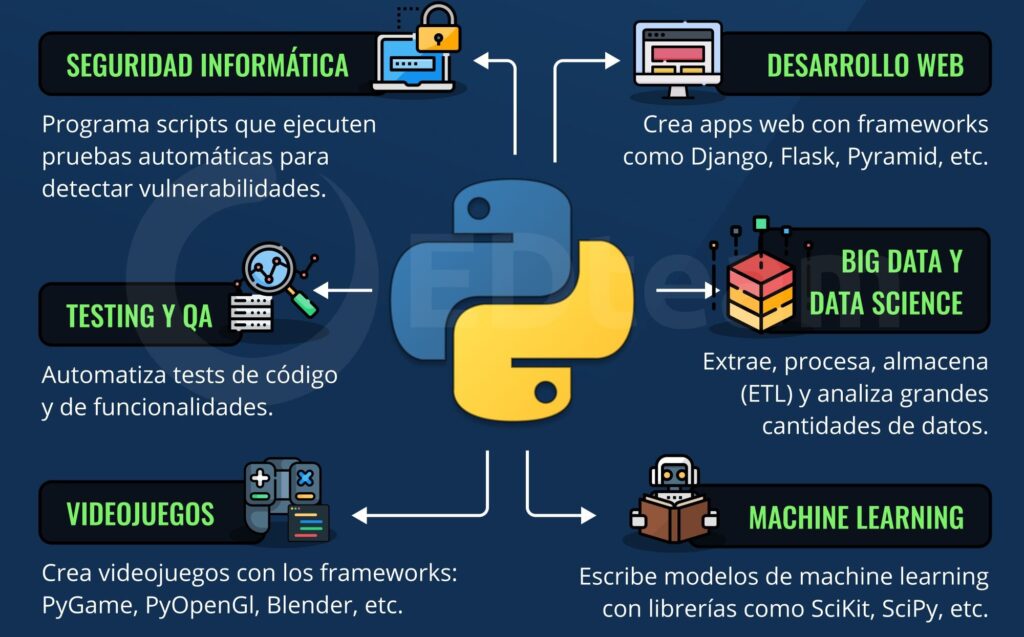 SEGURIDAD INFORMÁTICA
Programa scripts que ejecuten
pruebas automáticas para
detectar vulnerabilidades.
DESARROLLO WEB
Crea apps web con frameworks
como Django, Flask, Pyramid, etc.
TESTING Y QA
Automatiza tests de código
y de funcionalidades.
BIG DATA Y
DATA SCIENCE
Extrae, procesa, almacena
(ETL) y analiza grandes
cantidades de datos.
VIDEOJUEGOS
Crea videojuegos con los frameworks:
PyGame, PyOpenGl, Blender, etc.
MACHINE LEARNING
Escribe modelos de machine learning
con librerías como SciKit, SciPy, etc.
EDteam